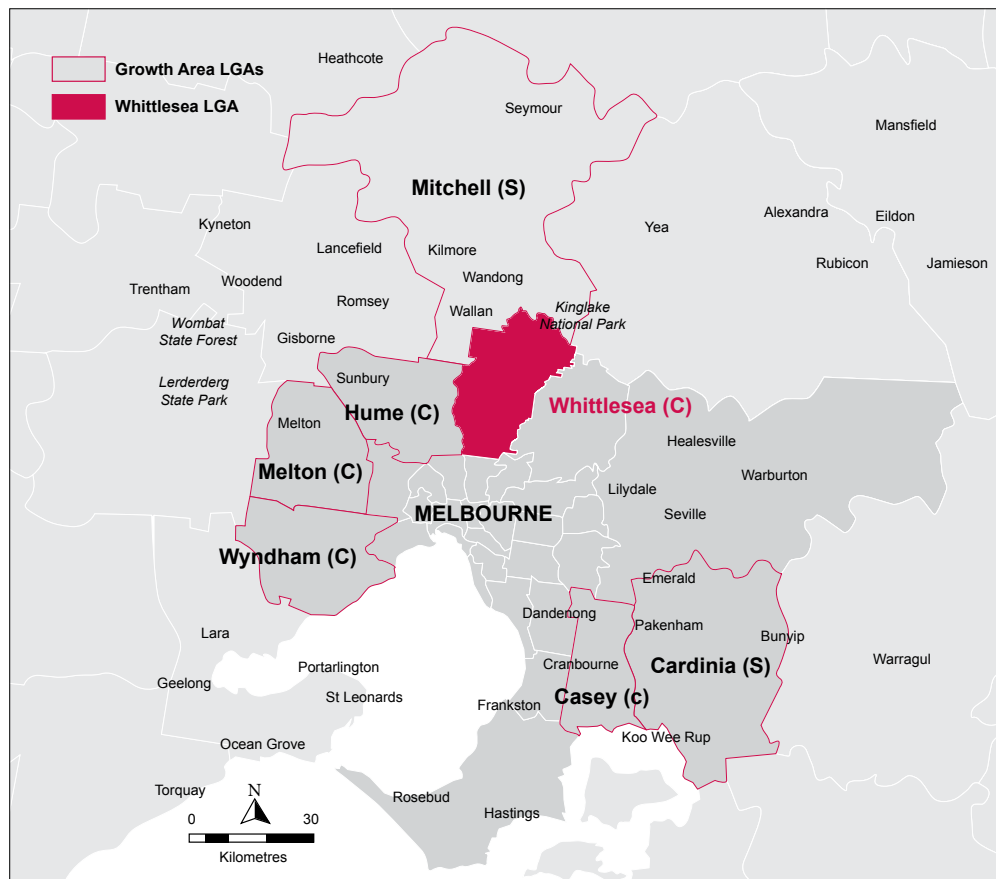 Growth Area LGAs
Whittlesea LGA
Heathcote
Seymour
Mansfield
Mitchell (S)
Kyneton
Yea
Alexandra
Eildon
Lancefield
Kilmore
Rubicon
Jamieson
Trentham
Woodend
Wandong
Romsey
Wallan
Kinglake
National Park
Wombat
State Forest
Gisborne
Lerderderg
State Park
Sunbury
Hume (C)
Whittlesea (C)
Melton
Healesville
Melton (C)
Warburton
Lilydale
MELBOURNE
Seville
Wyndham (C)
Emerald
Dandenong
Pakenham
Bunyip
Lara
Warragul
Portarlington
Cranbourne
Cardinia (S)
Geelong
St Leonards
Frankston
Casey (c)
Koo Wee Rup
Ocean Grove
Torquay
N
Rosebud
Hastings
0 30
Kilometres